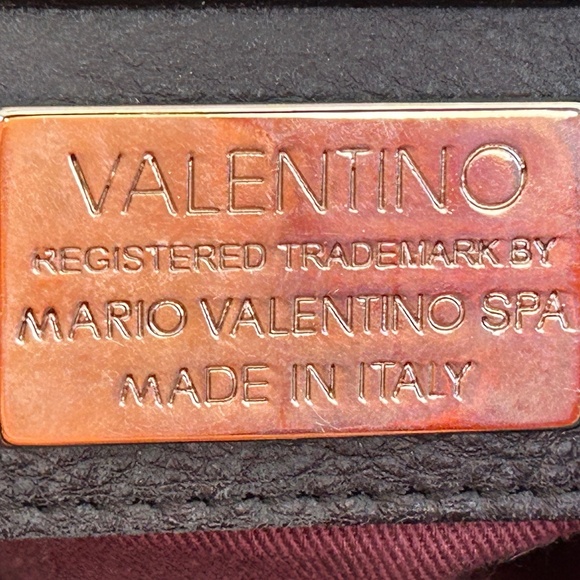 VALENTINO
REGISTERED TRADEMARK BY
MARIO VALENTINO SPA
MADE IN ITALY